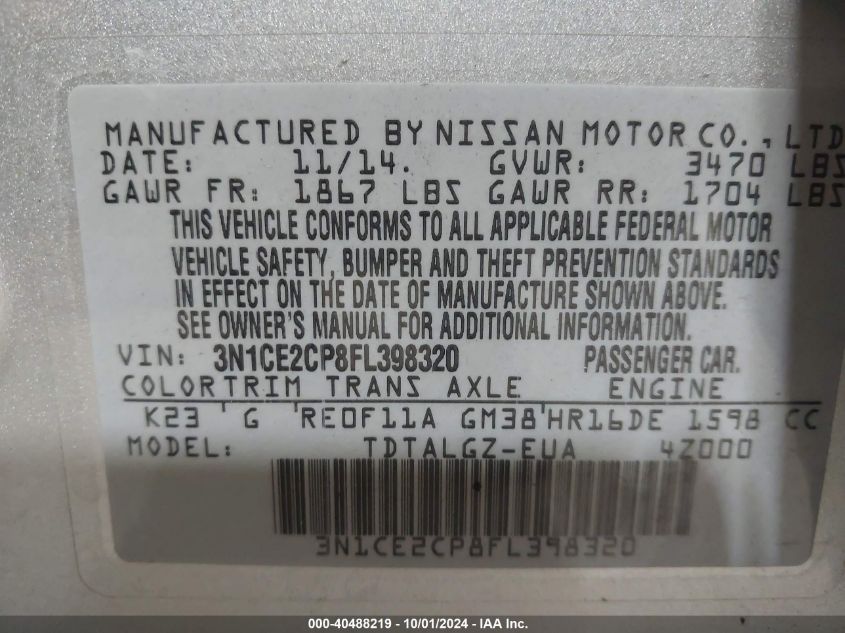 MANUFACTURED BY NISSAN MOTOR CO., LTD
DATE: 11/14. GVWR: 3470 LBS
GAWR FR: 1867 LBS GAWR RR: 1704 LBS
THIS VEHICLE CONFORMS TO ALL APPLICABLE FEDERAL MOTOR
VEHICLE SAFETY, BUMPER AND THEFT PREVENTION STANDARDS
IN EFFECT ON THE DATE OF MANUFACTURE SHOWN ABOVE.
SEE OWNER'S MANUAL FOR ADDITIONAL INFORMATION.
VIN: 3N1CE2CP8FL398320 PASSENGER CAR.
COLORTRIM TRANS AXLE ENGINE
K23 'G 'RE0F11A GM38'HR16DE 1598 CC
MODEL: TDTALGZ-EUA 4Z000
3N1CE2CP8FL398320
000-40488219 - 10/01/2024 - IAA Inc.